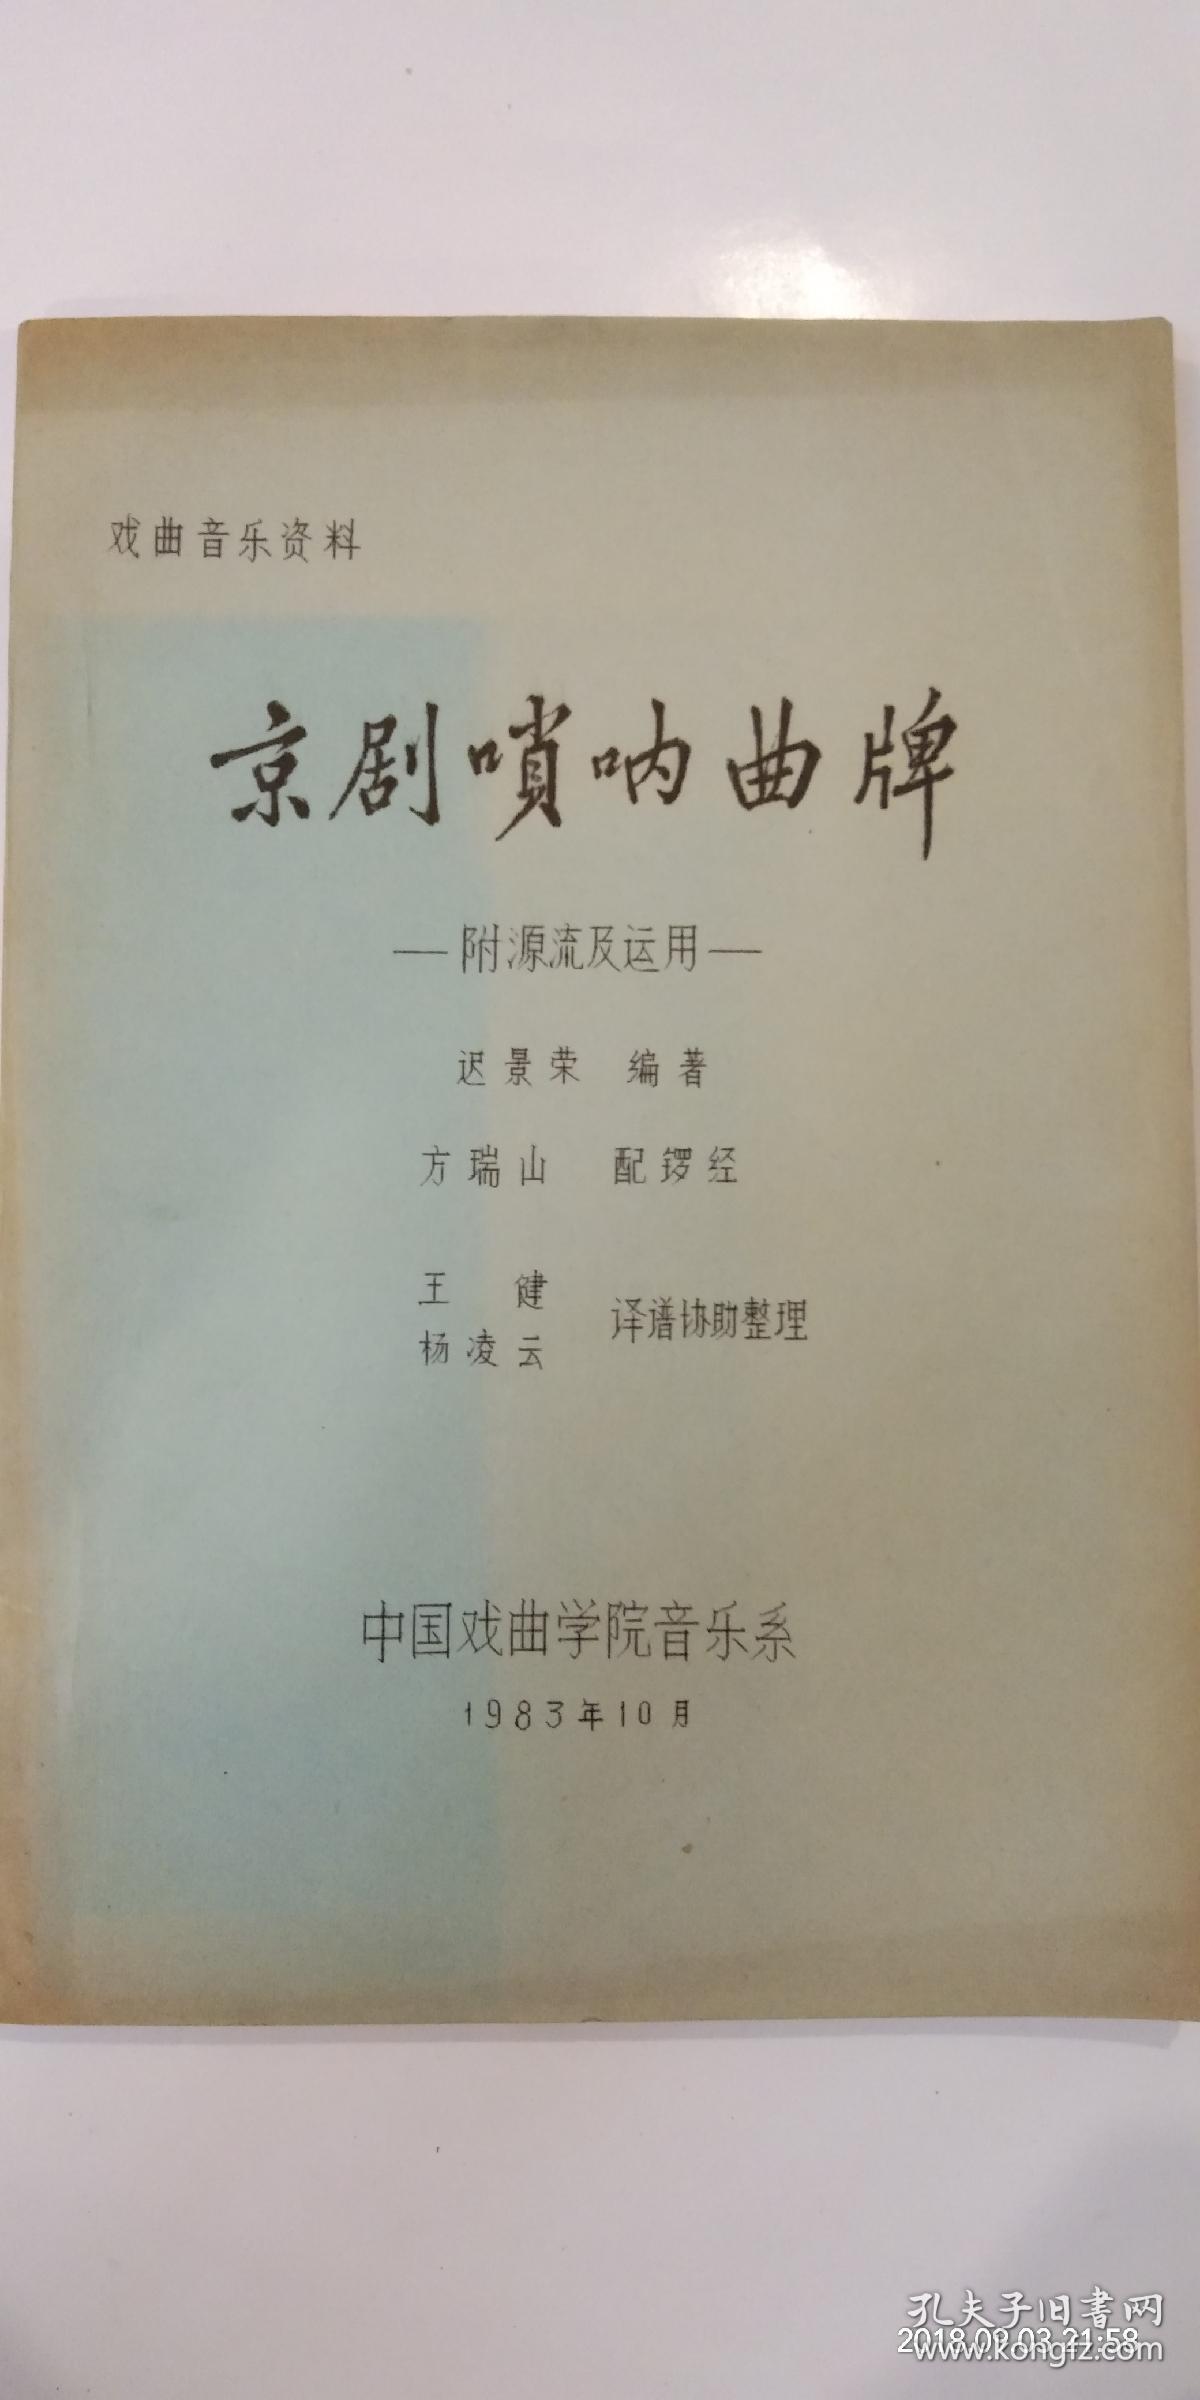 戏曲音乐资料
京剧唢呐曲牌
—附源流及运用—
迟景荣 编著
方瑞山 配锣经
王健
杨凌云
译谱协助整理
中国戏曲学院音乐系
1983年10月
孔夫子旧书网
2018.08.03 21:58
www.kongfz.com